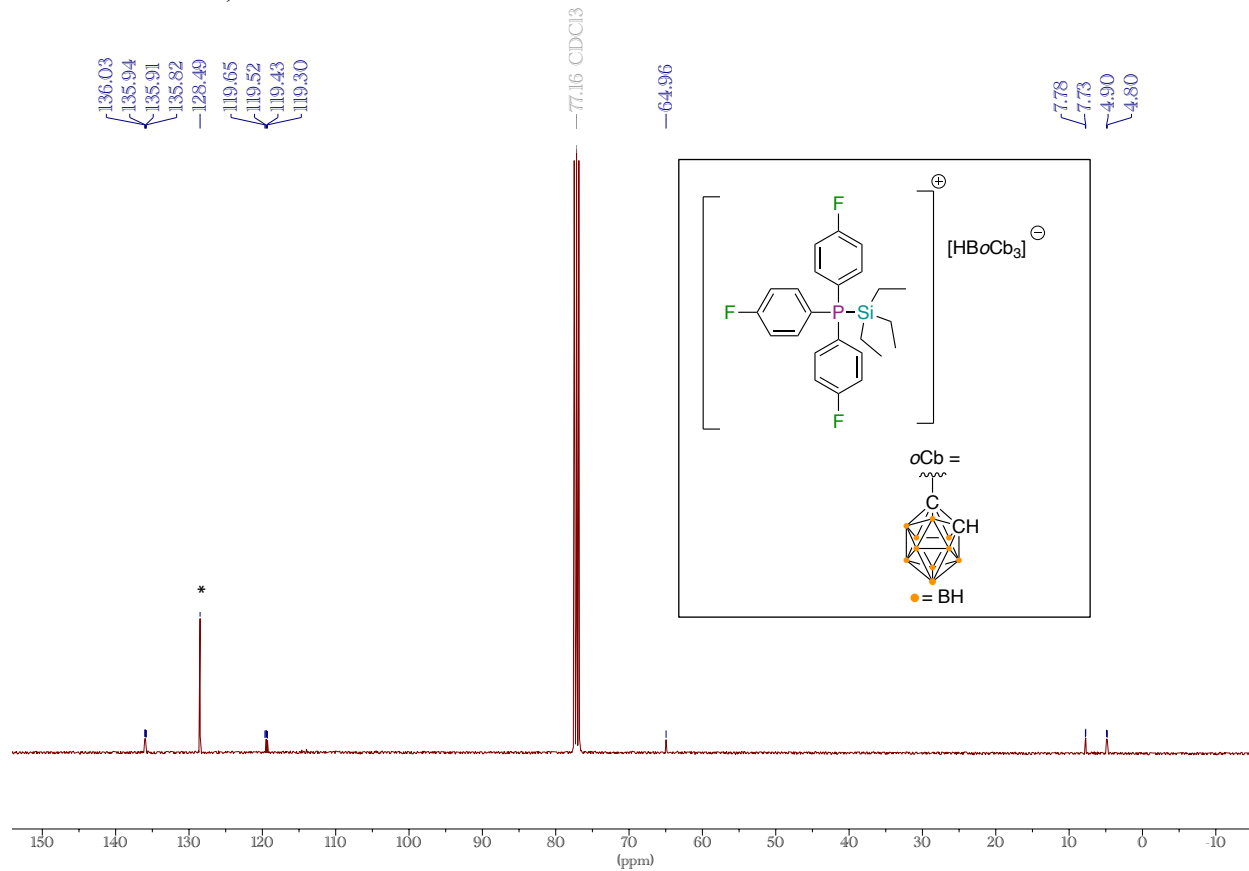 136.03
135.94
135.91
135.82
128.49
119.65
119.52
119.43
119.30
77.16 CDCl3
64.96
7.78
7.73
4.90
4.80
F
⊕
[HBoCb₃] ⊖
F
P
Si
F
oCb =
C
CH
= BH
*
150 140 130 120 110 100 90 80 70 60 50 40 30 20 10 0 -10
(ppm)